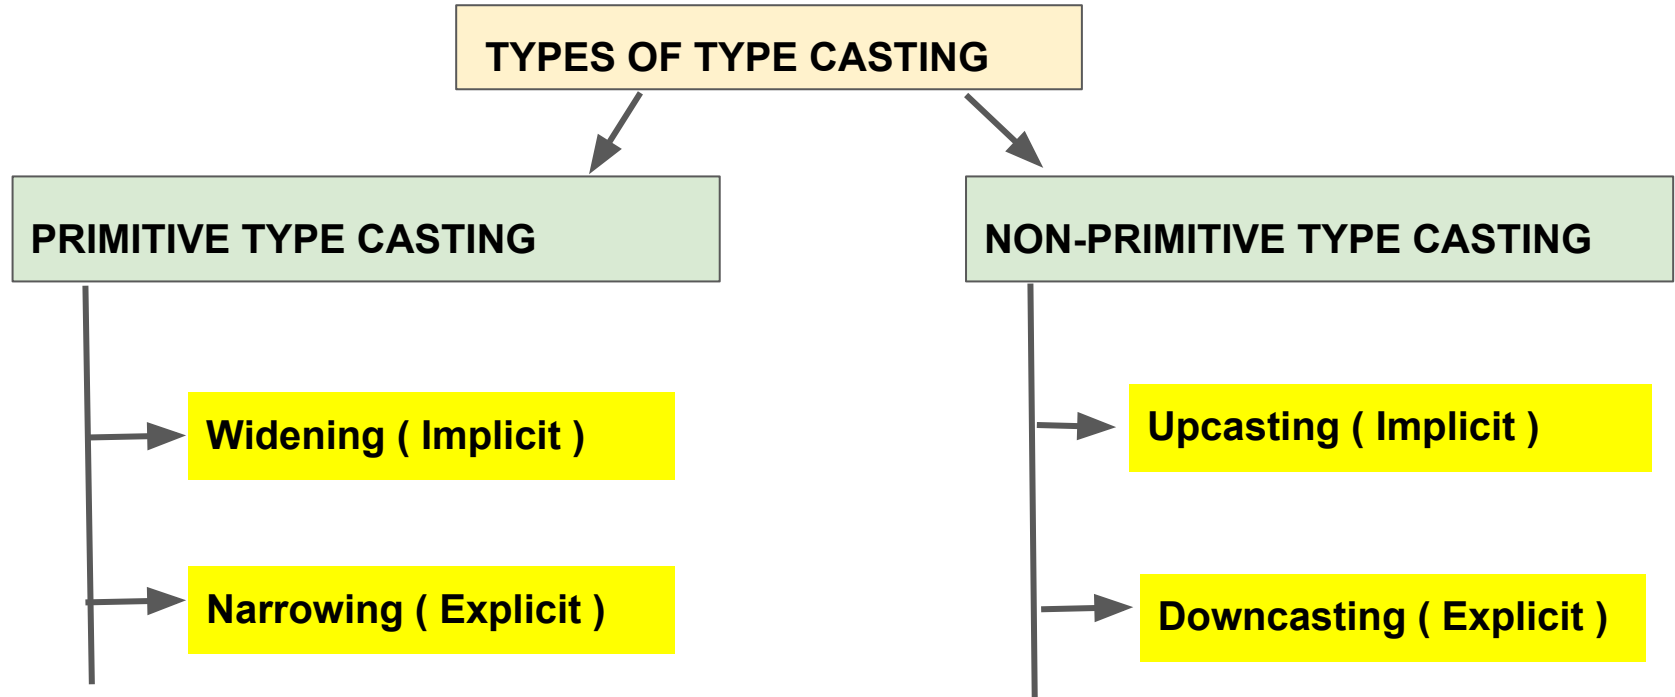 TYPES OF TYPE CASTING
PRIMITIVE TYPE CASTING
NON-PRIMITIVE TYPE CASTING
Widening ( Implicit )
Upcasting ( Implicit )
Narrowing ( Explicit )
Downcasting ( Explicit )